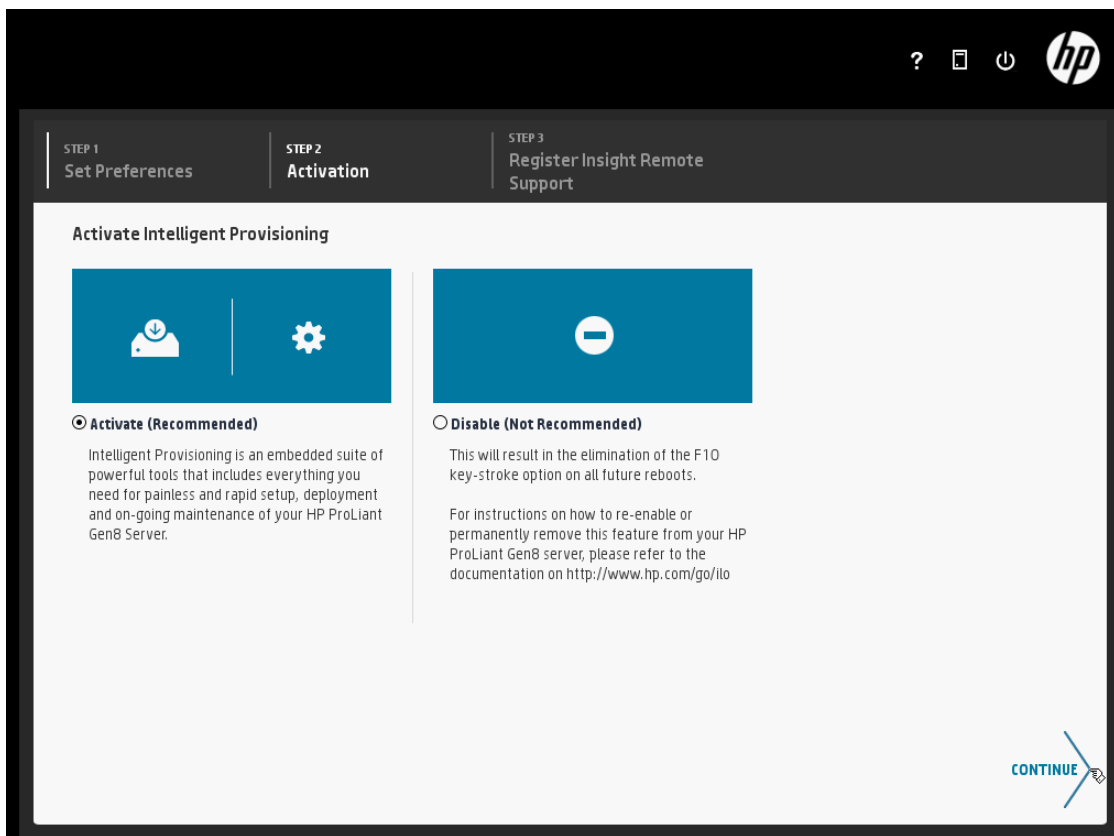 ?
hp
STEP 1
Set Preferences
STEP 2
Activation
STEP 3
Register Insight Remote
Support
Activate Intelligent Provisioning
Activate (Recommended)
Intelligent Provisioning is an embedded suite of
powerful tools that includes everything you
need for painless and rapid setup, deployment
and on-going maintenance of your HP ProLiant
Gen8 Server.
Disable (Not Recommended)
This will result in the elimination of the F10
key-stroke option on all future reboots.
For instructions on how to re-enable or
permanently remove this feature from your HP
ProLiant Gen8 server, please refer to the
documentation on http://www.hp.com/go/ilo
CONTINUE